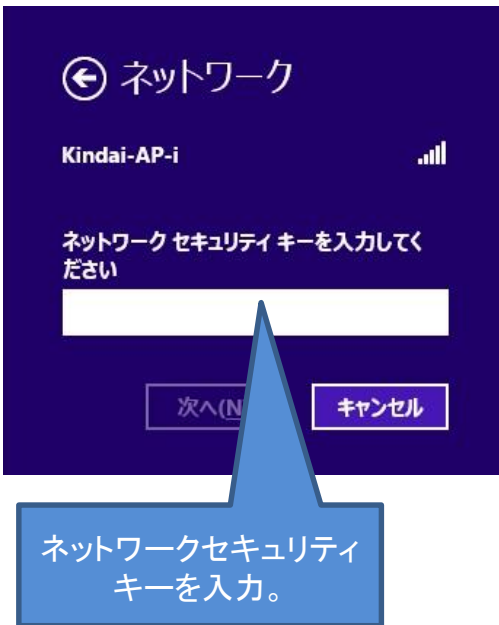 ネットワーク
Kindai-AP-i
ネットワーク セキュリティ キーを入力してく
ださい
次へ(N
キャンセル
ネットワークセキュリティ
キーを入力。